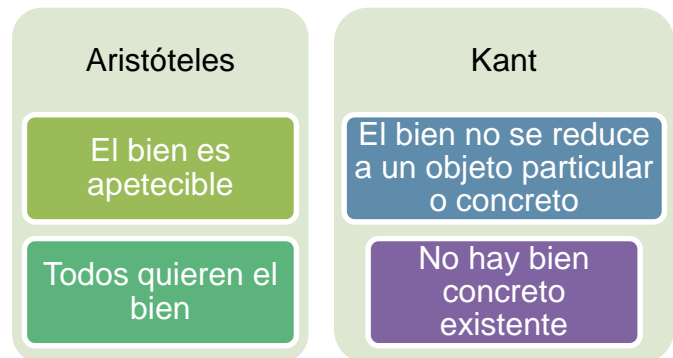 Aristóteles
El bien es
apetecible
Todos quieren el
bien
Kant
El bien no se reduce
a un objeto particular
o concreto
No hay bien
concreto
existente